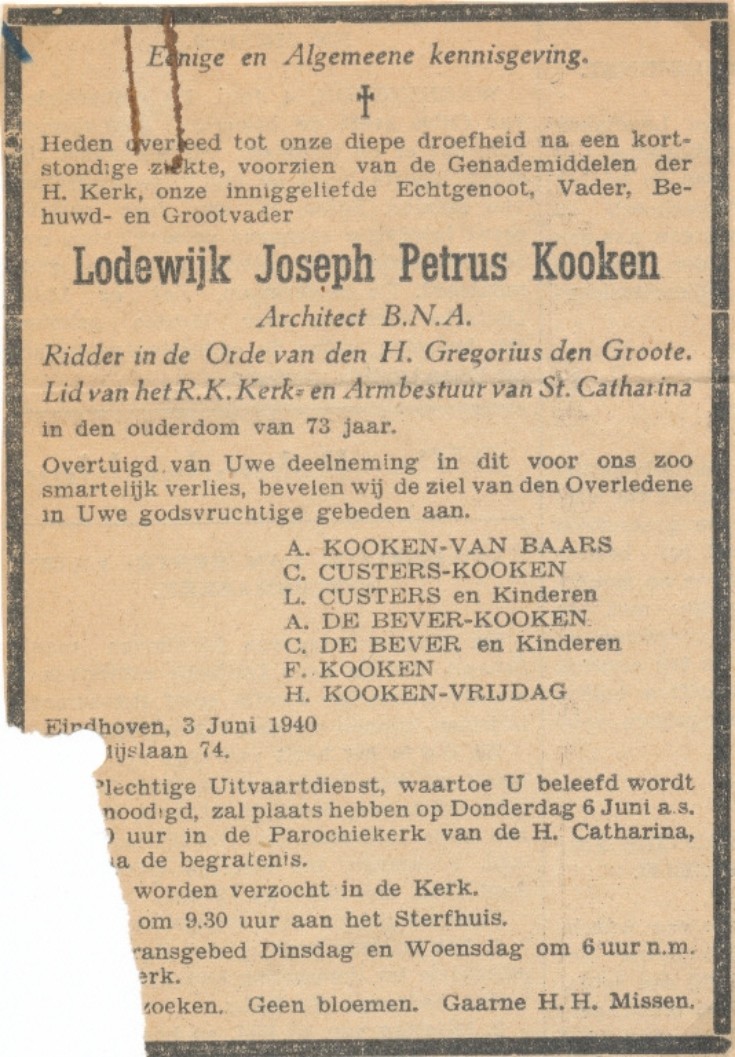 Eenige en Algemeene kennisgeving.
Heden overleed tot onze diepe droefheid na een kort-
stondige ziekte, voorzien van de Genademiddelen der
H. Kerk, onze inniggeliefde Echtgenoot, Vader, Be-
huwd- en Grootvader
Lodewijk Joseph Petrus Kooken
Architect B.N.A.
Ridder in de Orde van den H. Gregorius den Groote.
Lid van het R.K. Kerk- en Armbestuur van St. Catharina
in den ouderdom van 73 jaar.
Overtuigd van Uwe deelneming in dit voor ons zoo
smartelijk verlies, bevelen wij de ziel van den Overledene
in Uwe godsvruchtige gebeden aan.
A. KOOKEN-VAN BAARS
C. CUSTERS-KOOKEN
L. CUSTERS en Kinderen
A. DE BEVER-KOOKEN
C. DE BEVER en Kinderen
F. KOOKEN
H. KOOKEN-VRIJDAG
Eindhoven, 3 Juni 1940
ijslaan 74.
Plechtige Uitvaartdienst, waartoe U beleefd wordt
noodigd, zal plaats hebben op Donderdag 6 Juni a.s.
uur in de Parochiekerk van de H. Catharina,
na de begrafenis.
worden verzocht in de Kerk.
om 9.30 uur aan het Sterfhuis.
ransgebed Dinsdag en Woensdag om 6 uur n.m.
erk.
zoeken. Geen bloemen. Gaarne H.H. Missen.